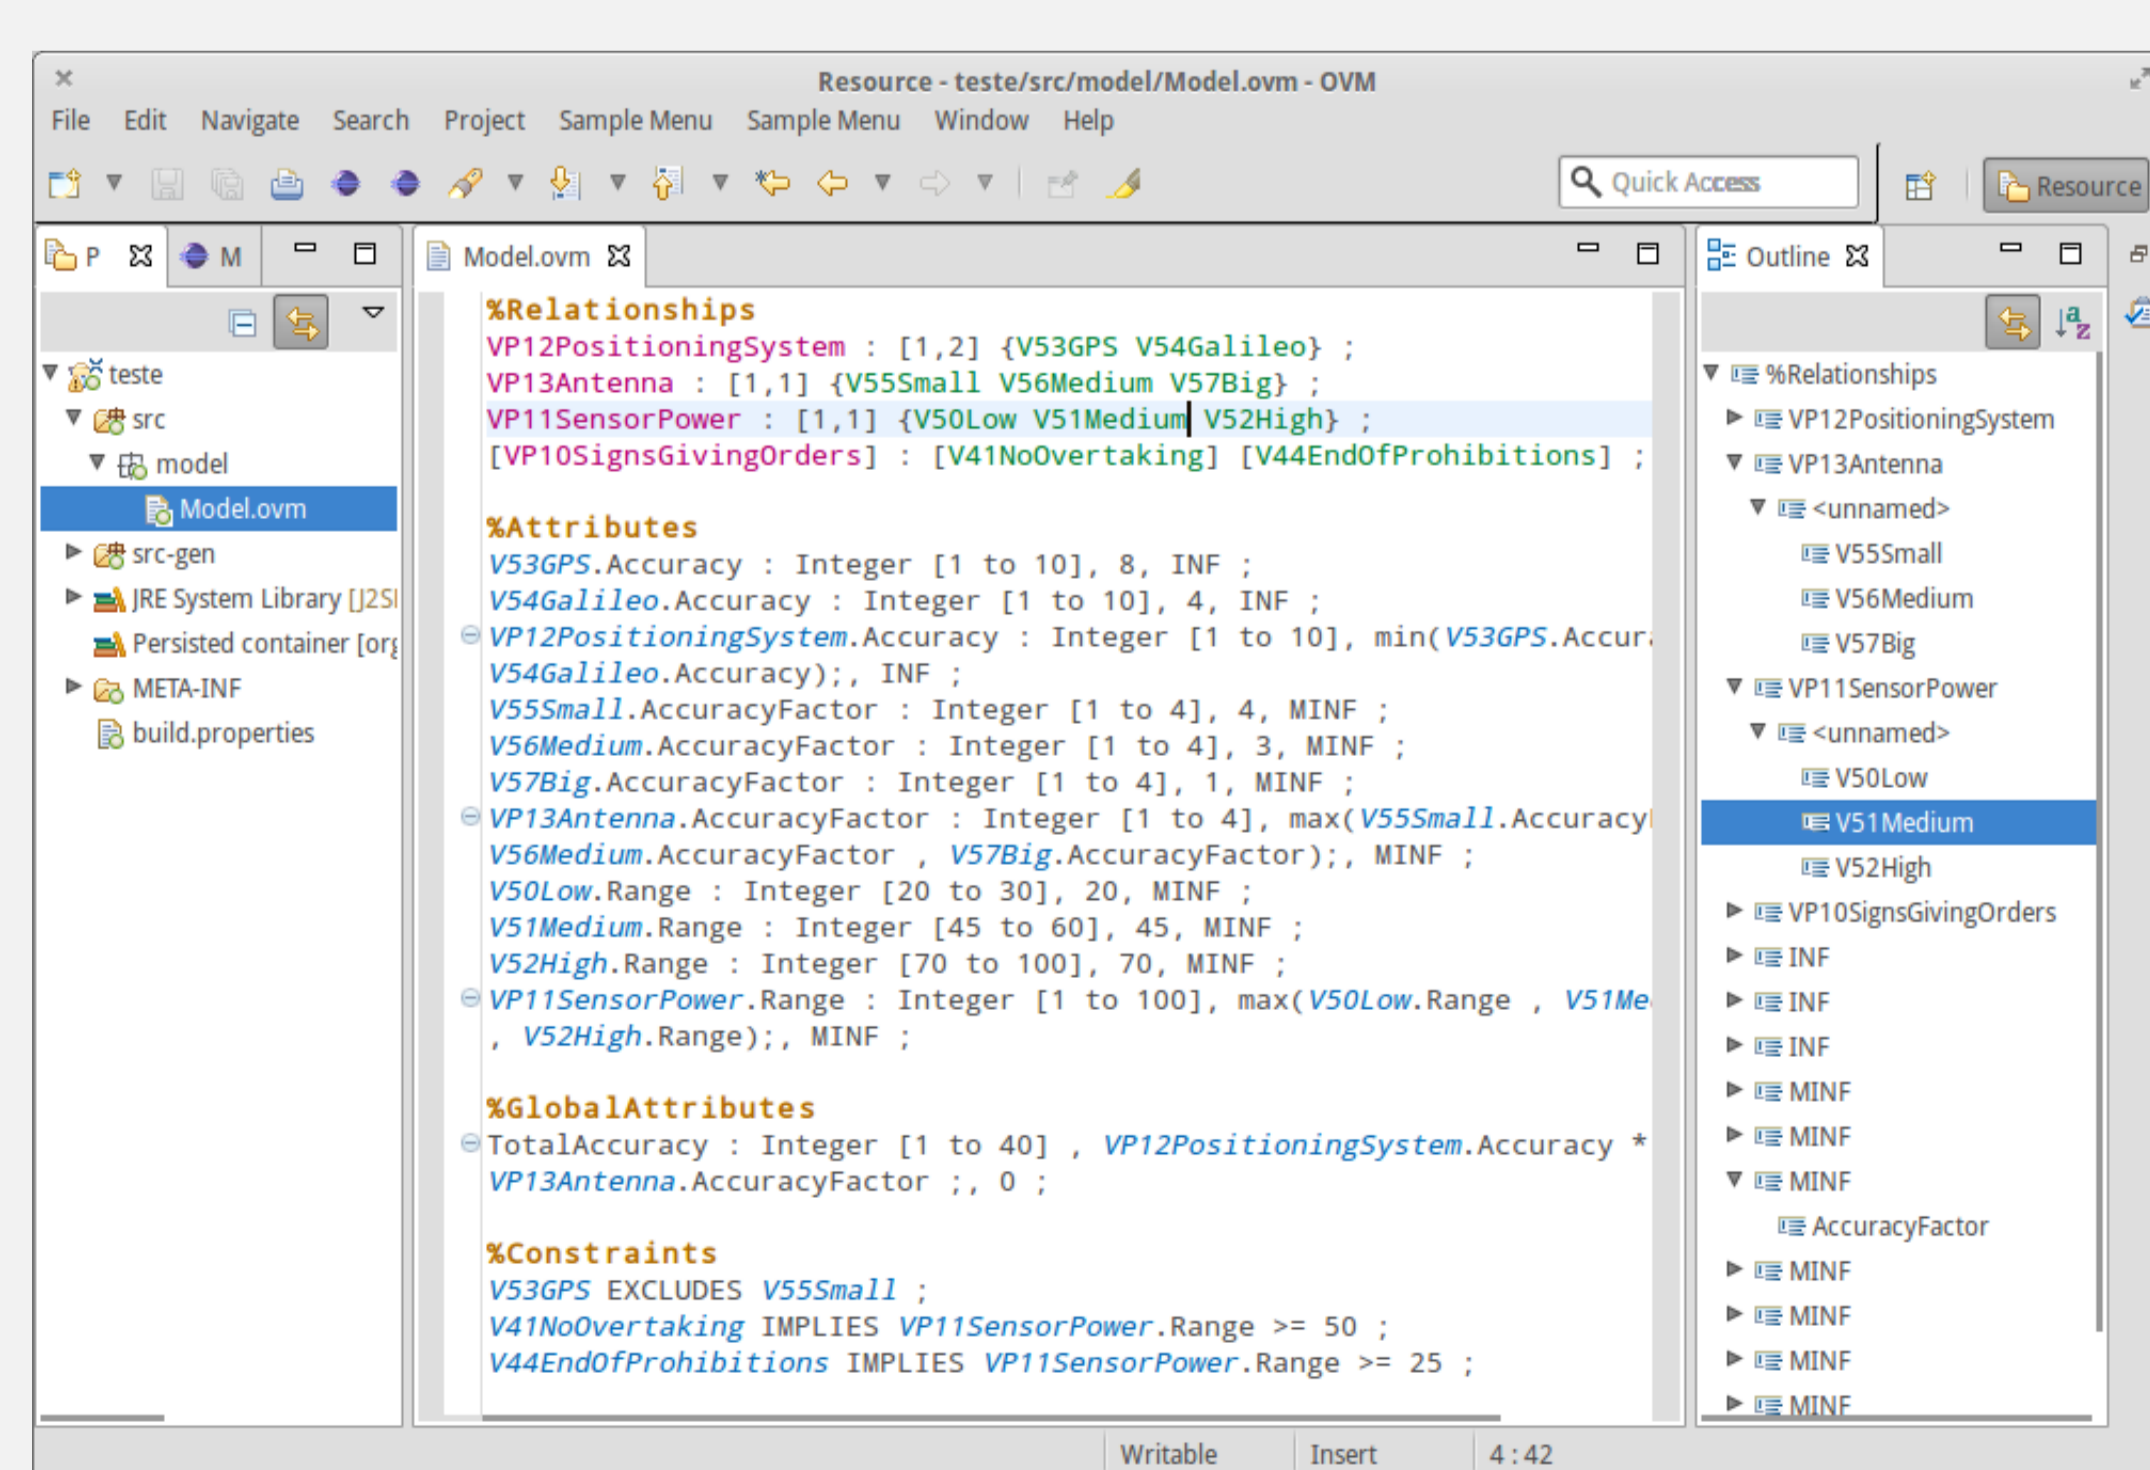 Resource - teste/src/model/Model.ovm - OVM
File Edit Navigate Search Project Sample Menu Sample Menu Window Help
Quick Access
Resource
P M
teste
src
model
Model.ovm
src-gen
JRE System Library [J2SI
Persisted container [org
META-INF
build.properties
Model.ovm
%Relationships
VP12PositioningSystem : [1,2] {V53GPS V54Galileo} ;
VP13Antenna : [1,1] {V55Small V56Medium V57Big} ;
VP11SensorPower : [1,1] {V50Low V51Medium V52High} ;
[VP10SignsGivingOrders] : [V41NoOvertaking] [V44EndOfProhibitions] ;
%Attributes
V53GPS.Accuracy : Integer [1 to 10], 8, INF ;
V54Galileo.Accuracy : Integer [1 to 10], 4, INF ;
VP12PositioningSystem.Accuracy : Integer [1 to 10], min(V53GPS.Accur
V54Galileo.Accuracy);, INF ;
V55Small.AccuracyFactor : Integer [1 to 4], 4, MINF ;
V56Medium.AccuracyFactor : Integer [1 to 4], 3, MINF ;
V57Big.AccuracyFactor : Integer [1 to 4], 1, MINF ;
VP13Antenna.AccuracyFactor : Integer [1 to 4], max(V55Small.Accuracy
V56Medium.AccuracyFactor , V57Big.AccuracyFactor);, MINF ;
V50Low.Range : Integer [20 to 30], 20, MINF ;
V51Medium.Range : Integer [45 to 60], 45, MINF ;
V52High.Range : Integer [70 to 100], 70, MINF ;
VP11SensorPower.Range : Integer [1 to 100], max(V50Low.Range , V51Me
, V52High.Range);, MINF ;
%GlobalAttributes
TotalAccuracy : Integer [1 to 40] , VP12PositioningSystem.Accuracy *
VP13Antenna.AccuracyFactor ;, 0 ;
%Constraints
V53GPS EXCLUDES V55Small ;
V41NoOvertaking IMPLIES VP11SensorPower.Range >= 50 ;
V44EndOfProhibitions IMPLIES VP11SensorPower.Range >= 25 ;
Outline
%Relationships
VP12PositioningSystem
VP13Antenna
<unnamed>
V55Small
V56Medium
V57Big
VP11SensorPower
<unnamed>
V50Low
V51Medium
V52High
VP10SignsGivingOrders
INF
INF
INF
MINF
MINF
MINF
AccuracyFactor
MINF
MINF
MINF
MINF
Writable Insert 4 : 42